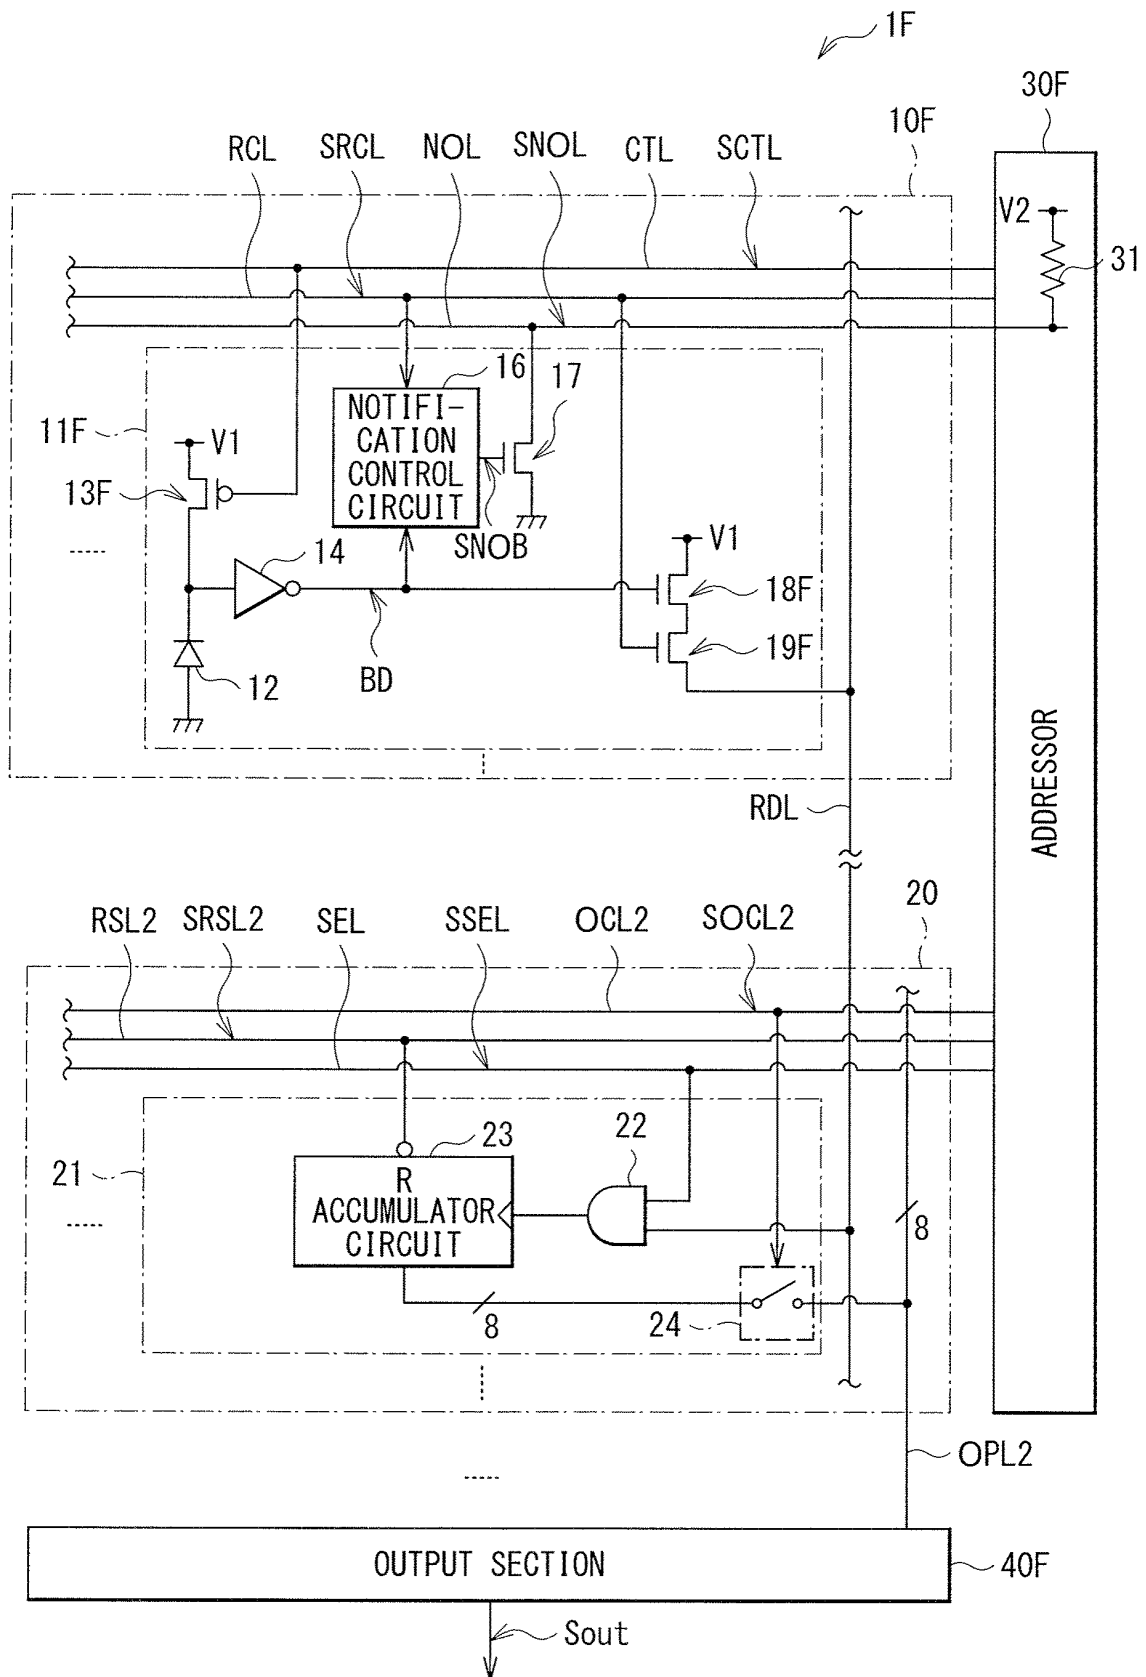 1F
30F
10F
RCL SRCL NOL SNOL CTL SCTL
V2
31
16
17
11F
V1
NOTIFI-
CATION
CONTROL
CIRCUIT
13F
SNOB
V1
14
18F
19F
12
BD
ADDRESSOR
RDL
20
RSL2 SRSL2 SEL SSEL OCL2 SOCL2
23
22
21
R
ACCUMULATOR
CIRCUIT
8
8
24
OPL2
OUTPUT SECTION
40F
Sout